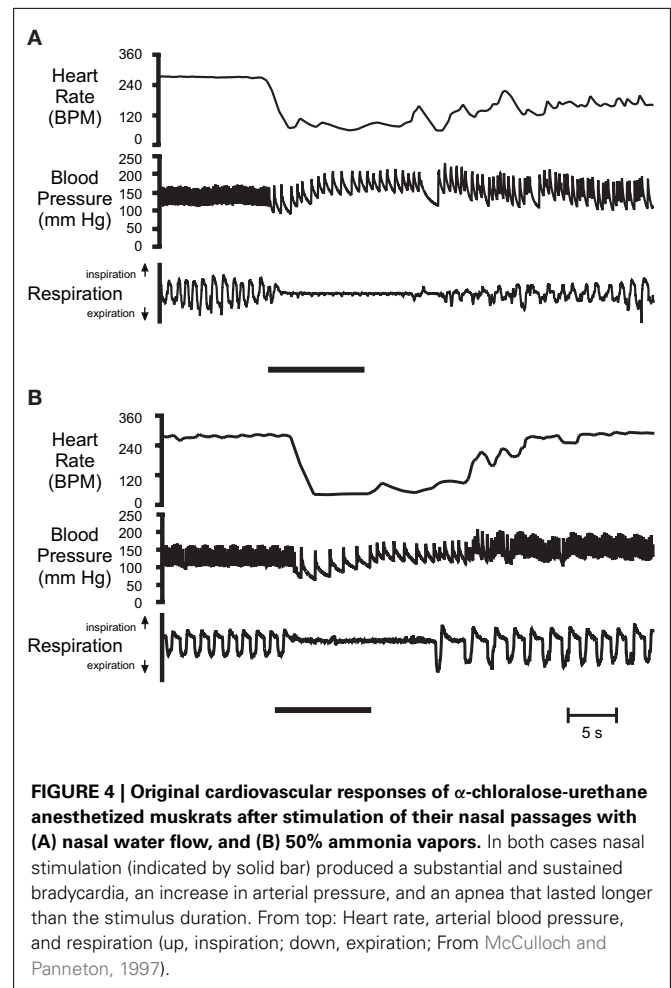 A
360
240
120
0
Heart
Rate
(BPM)
250
200
150
100
50
0
Blood
Pressure
(mm Hg)
inspiration
Respiration
expiration
B
360
240
120
0
Heart
Rate
(BPM)
250
200
150
100
50
0
Blood
Pressure
(mm Hg)
inspiration
Respiration
expiration
5 s
FIGURE 4 | Original cardiovascular responses of α-chloralose-urethane
anesthetized muskrats after stimulation of their nasal passages with
(A) nasal water flow, and (B) 50% ammonia vapors. In both cases nasal
stimulation (indicated by solid bar) produced a substantial and sustained
bradycardia, an increase in arterial pressure, and an apnea that lasted longer
than the stimulus duration. From top: Heart rate, arterial blood pressure,
and respiration (up, inspiration; down, expiration; From McCulloch and
Panneton, 1997).